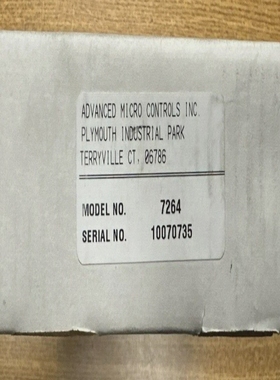 ADVANCED MICRO CONTROLS INC.
PLYMOUTH INDUSTRIAL PARK
TERRYVILLE CT. 06786
MODEL NO. 7264
SERIAL NO. 10070735